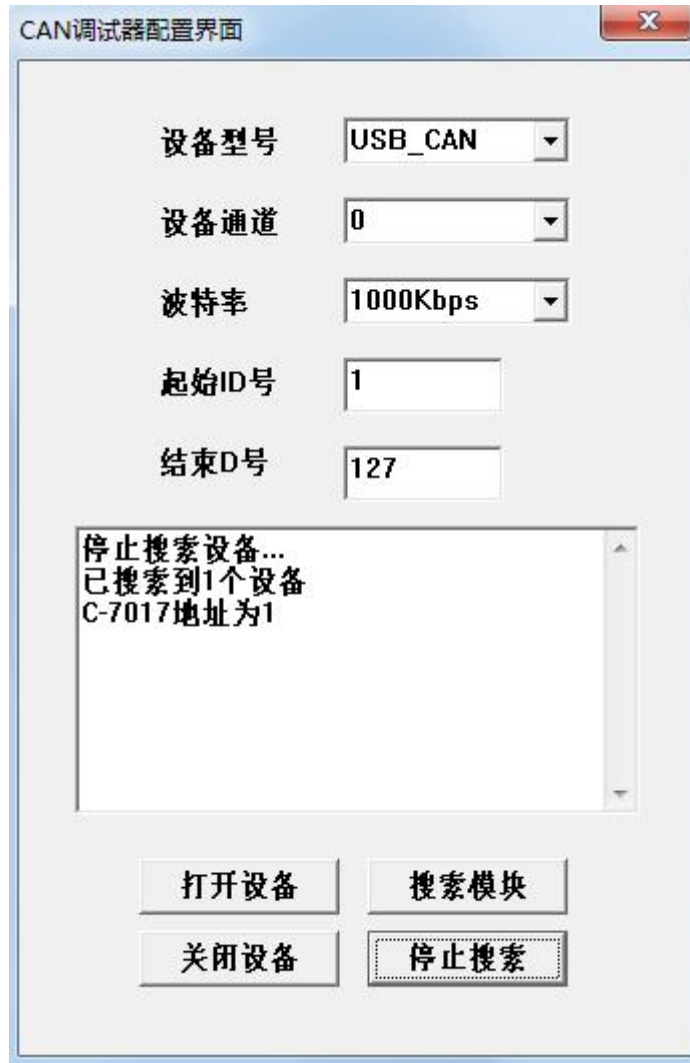 CAN调试器配置界面
设备型号 USB_CAN
设备通道 0
波特率 1000Kbps
起始ID号 1
结束D号 127
停止搜索设备...
已搜索到1个设备
C-7017地址为1
打开设备 搜索模块
关闭设备 停止搜索